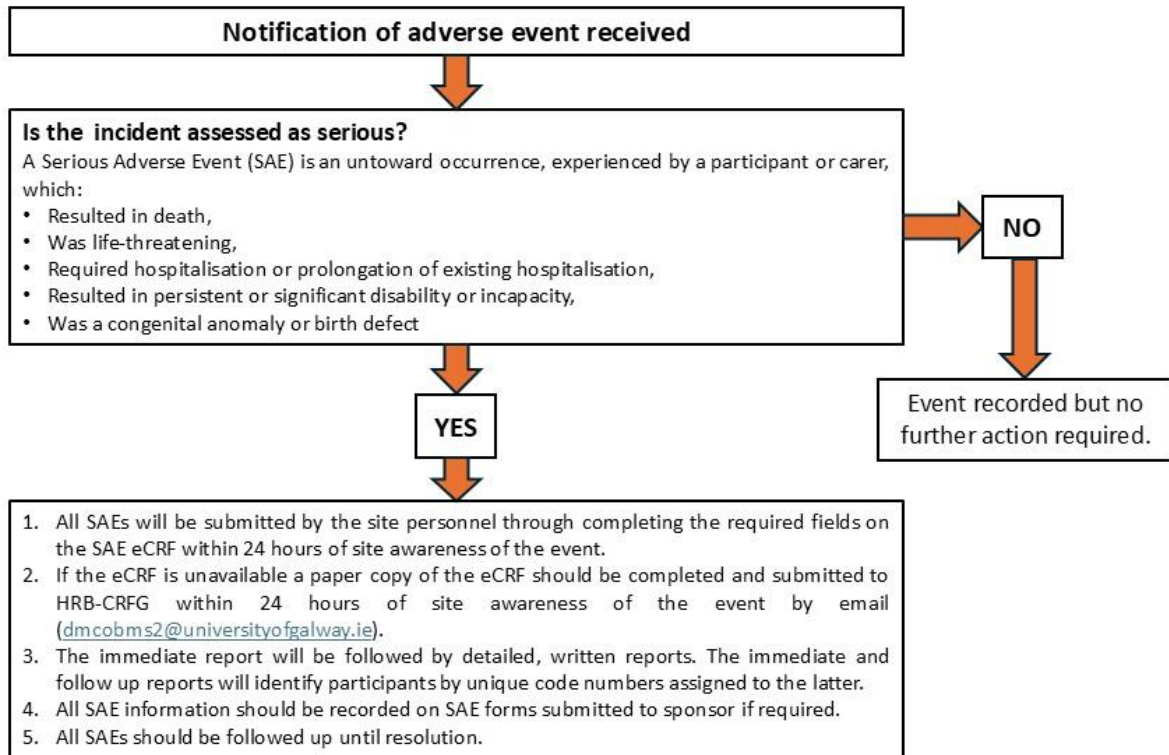 Notification of adverse event received
Is the incident assessed as serious?
A Serious Adverse Event (SAE) is an untoward occurrence, experienced by a participant or carer,
which:
• Resulted in death,
• Was life-threatening,
• Required hospitalisation or prolongation of existing hospitalisation,
• Resulted in persistent or significant disability or incapacity,
• Was a congenital anomaly or birth defect
NO
Event recorded but no
further action required.
YES
1. All SAEs will be submitted by the site personnel through completing the required fields on
the SAE eCRF within 24 hours of site awareness of the event.
2. If the eCRF is unavailable a paper copy of the eCRF should be completed and submitted to
HRB-CRFG within 24 hours of site awareness of the event by email
(dmcobms2@universityofgalway.ie).
3. The immediate report will be followed by detailed, written reports. The immediate and
follow up reports will identify participants by unique code numbers assigned to the latter.
4. All SAE information should be recorded on SAE forms submitted to sponsor if required.
5. All SAEs should be followed up until resolution.